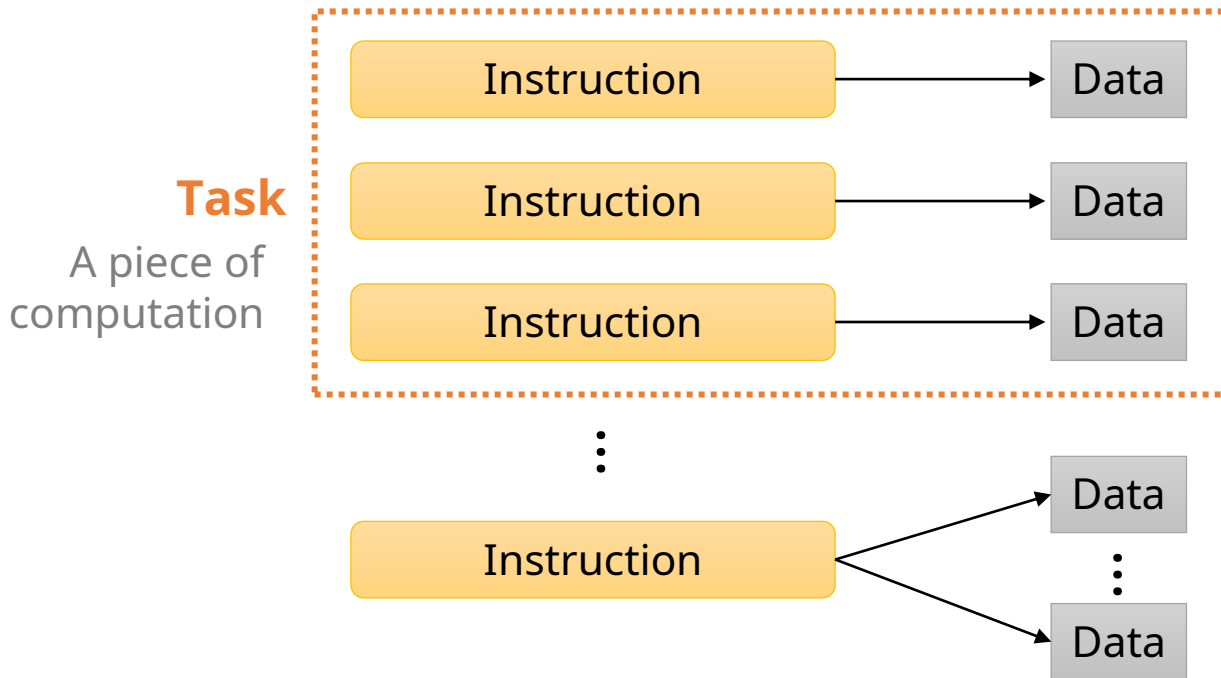 Instruction
Data
Task
Instruction
Data
A piece of
computation
Instruction
Data
Data
Instruction
Data